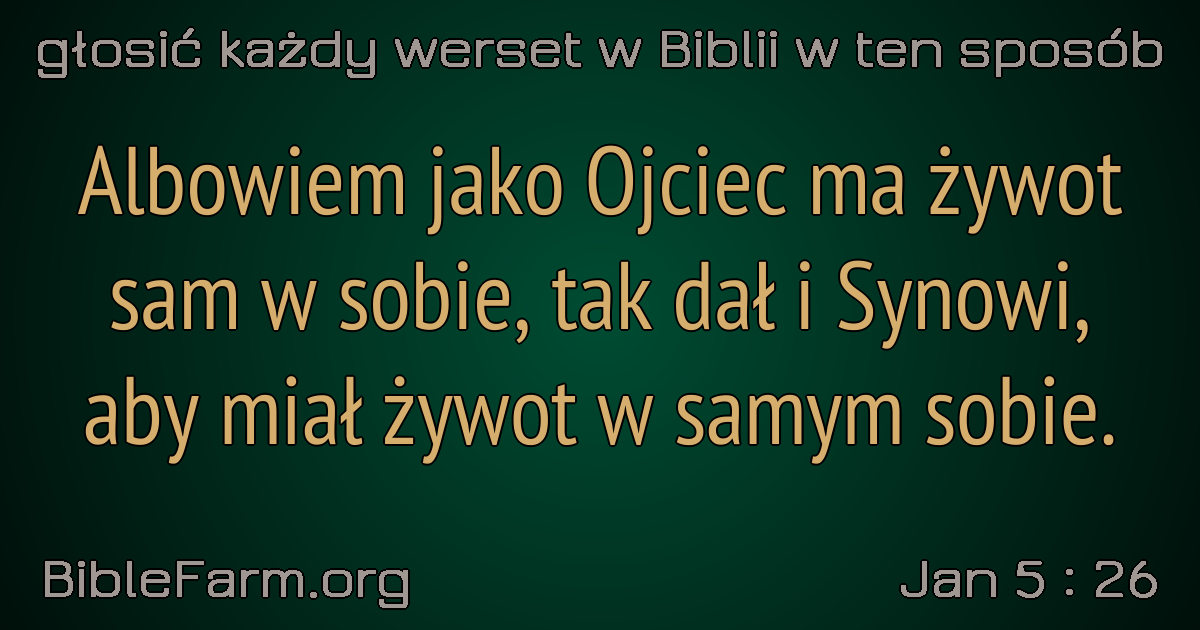 głosić każdy werset w Biblii w ten sposób
Albowiem jako Ojciec ma żywot
sam w sobie, tak dał i Synowi,
aby miał żywot w samym sobie.
BibleFarm.org
Jan 5 : 26